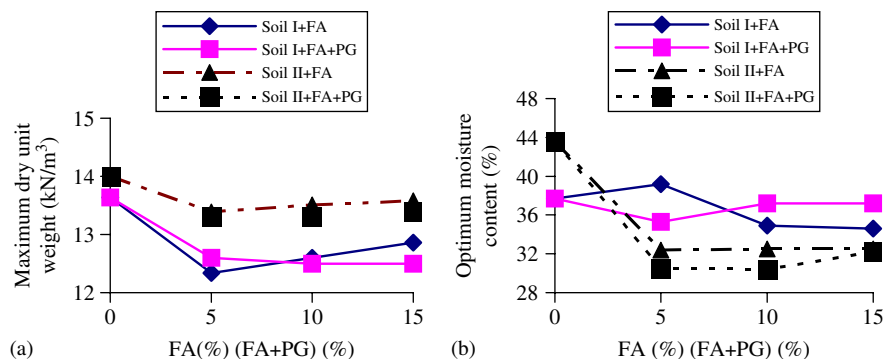 Soil I+FA
Soil I+FA+PG
Soil II+FA
Soil II+FA+PG
Maximum dry unit
weight (kN/m³)
15
14
13
12
0 5 10 15
(a) FA(%) (FA+PG) (%)
Soil I+FA
Soil I+FA+PG
Soil II+FA
Soil II+FA+PG
Optimum moisture
content (%)
48
44
40
36
32
28
0 5 10 15
(b) FA (%) (FA+PG) (%)